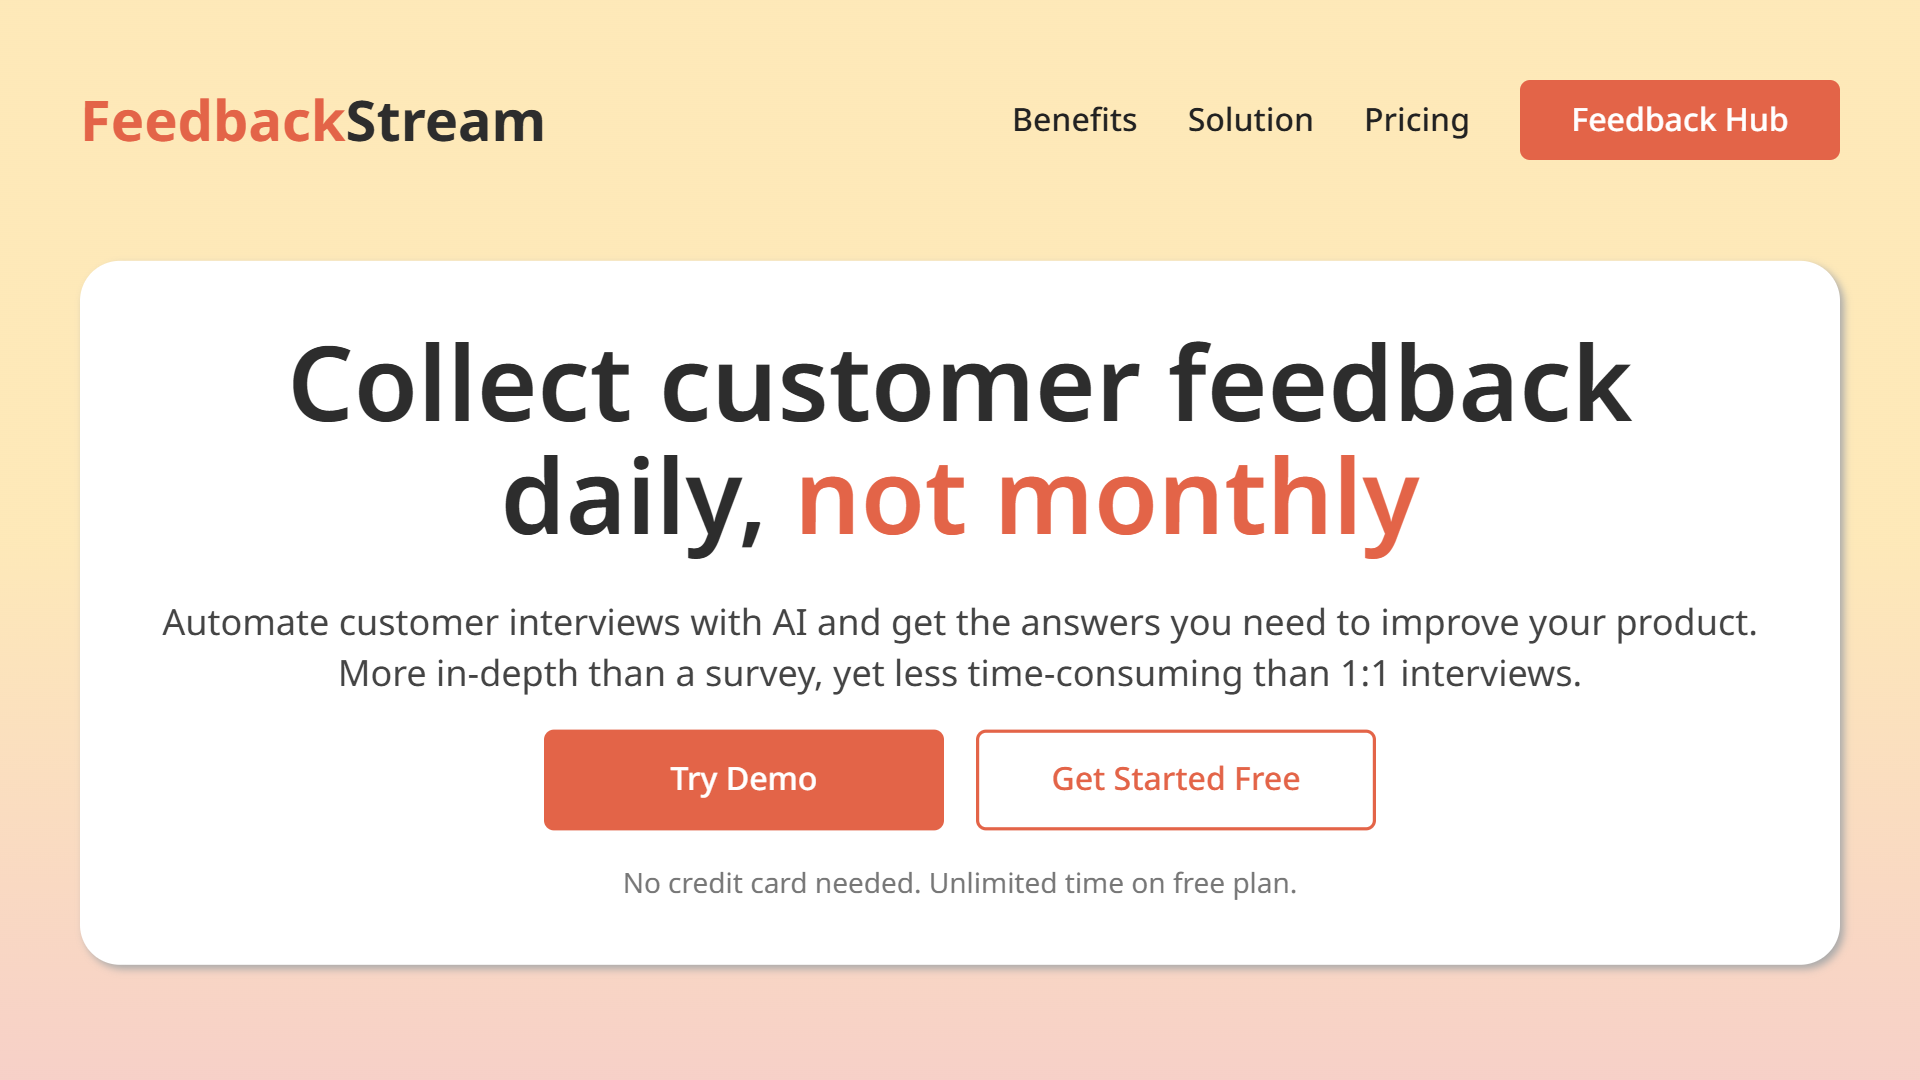 FeedbackStream
Benefits
Solution
Pricing
Feedback Hub
Collect customer feedback
daily, not monthly
Automate customer interviews with AI and get the answers you need to improve your product.
More in-depth than a survey, yet less time-consuming than 1:1 interviews.
Try Demo
Get Started Free
No credit card needed. Unlimited time on free plan.